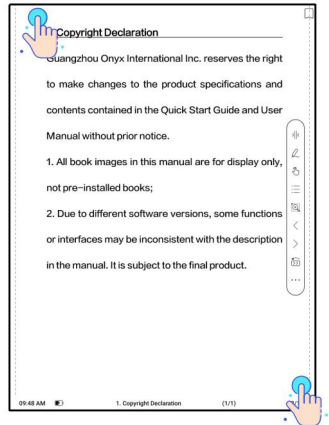 Copyright Declaration
Guangzhou Onyx International Inc. reserves the right
to make changes to the product specifications and
contents contained in the Quick Start Guide and User
Manual without prior notice.
1. All book images in this manual are for display only,
not pre-installed books;
2. Due to different software versions, some functions
or interfaces may be inconsistent with the description
in the manual. It is subject to the final product.
09:48 AM 1. Copyright Declaration (1/1)